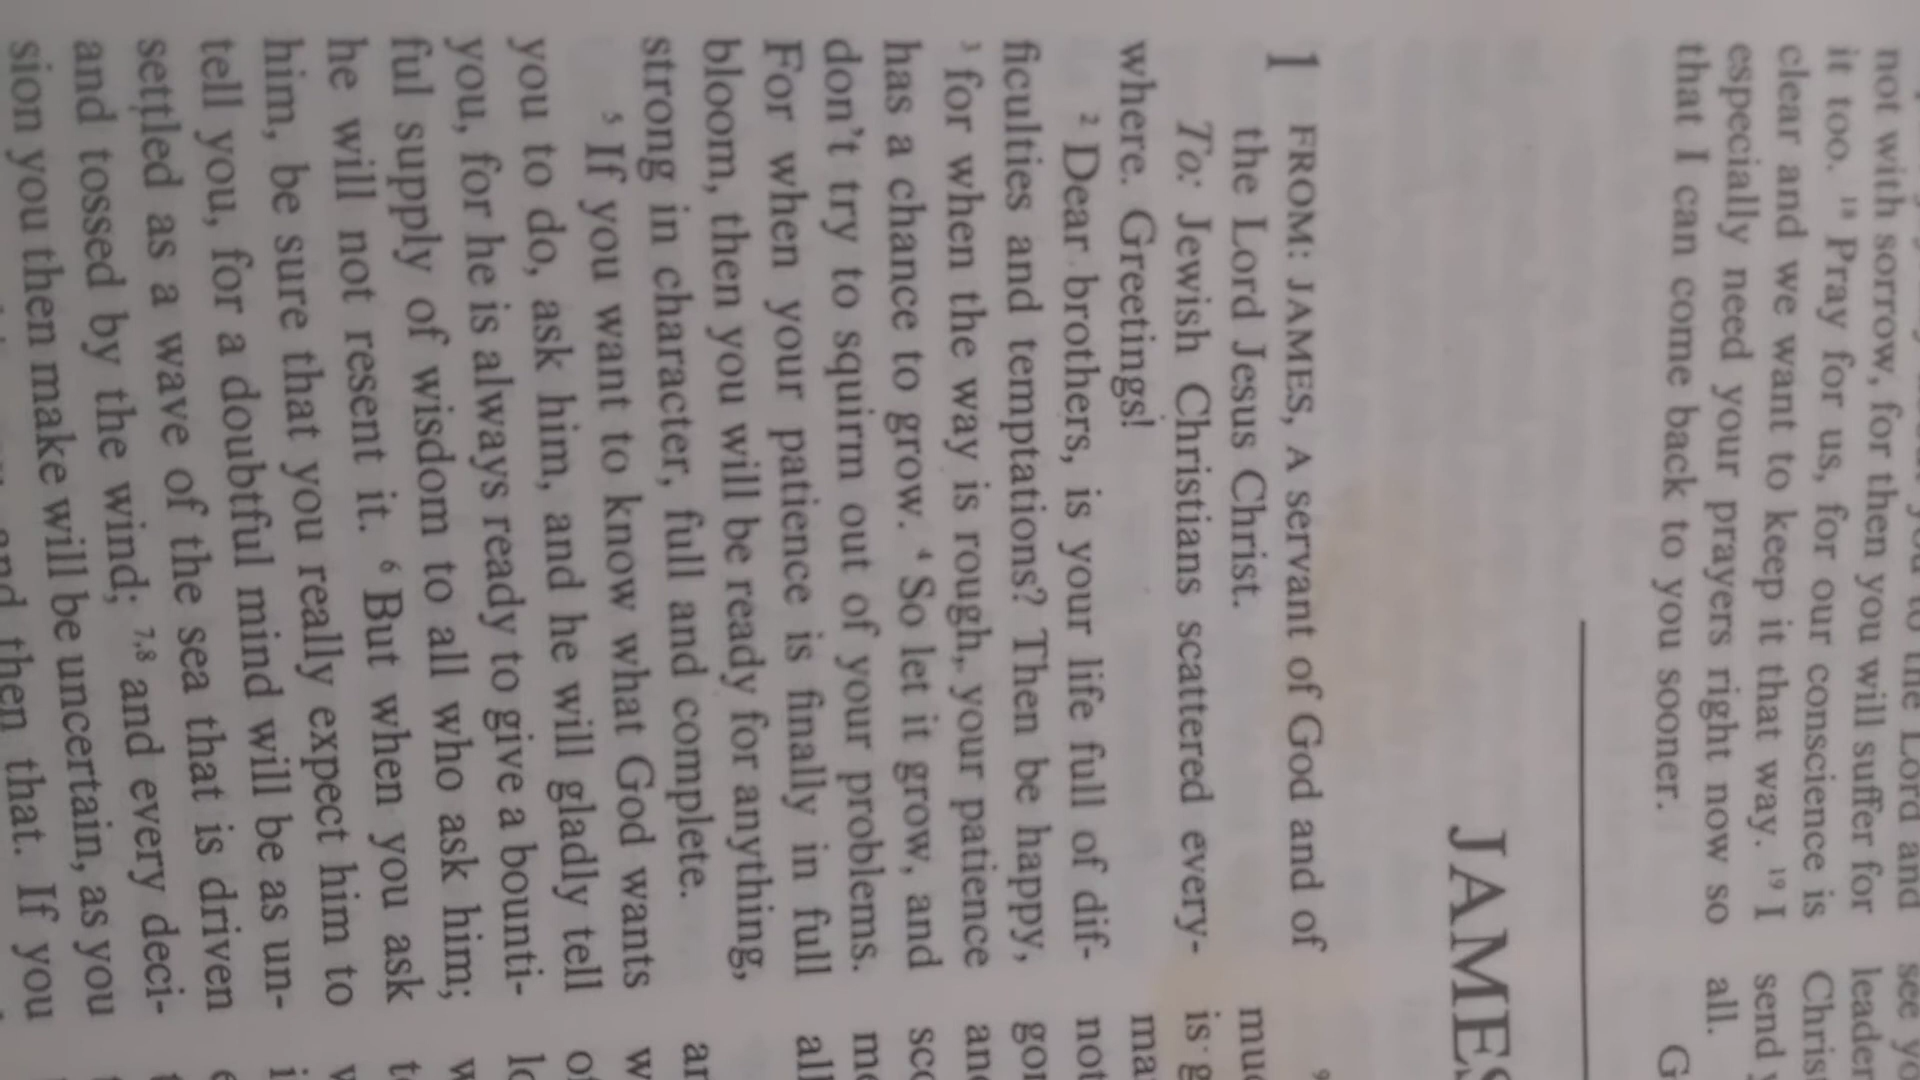 not with sorrow, for then you will suffer for
it too. 18 Pray for us, for our conscience is
clear and we want to keep it that way. 19 I
especially need your prayers right now so
that I can come back to you sooner.
see
leader
Christ
send
all.
G
JAMES
1 FROM: JAMES, A servant of God and of
the Lord Jesus Christ.
To: Jewish Christians scattered every-
where. Greetings!
2 Dear brothers, is your life full of dif-
ficulties and temptations? Then be happy,
3 for when the way is rough, your patience
has a chance to grow. 4 So let it grow, and
don't try to squirm out of your problems.
For when your patience is finally in full
bloom, then you will be ready for anything,
strong in character, full and complete.
5 If you want to know what God wants
you to do, ask him, and he will gladly tell
you, for he is always ready to give a bounti-
ful supply of wisdom to all who ask him;
he will not resent it. 6 But when you ask
him, be sure that you really expect him to
tell you, for a doubtful mind will be as un-
settled as a wave of the sea that is driven
and tossed by the wind; 7,8 and every deci-
sion you then make will be uncertain, as you
and then that. If you
9
is
not